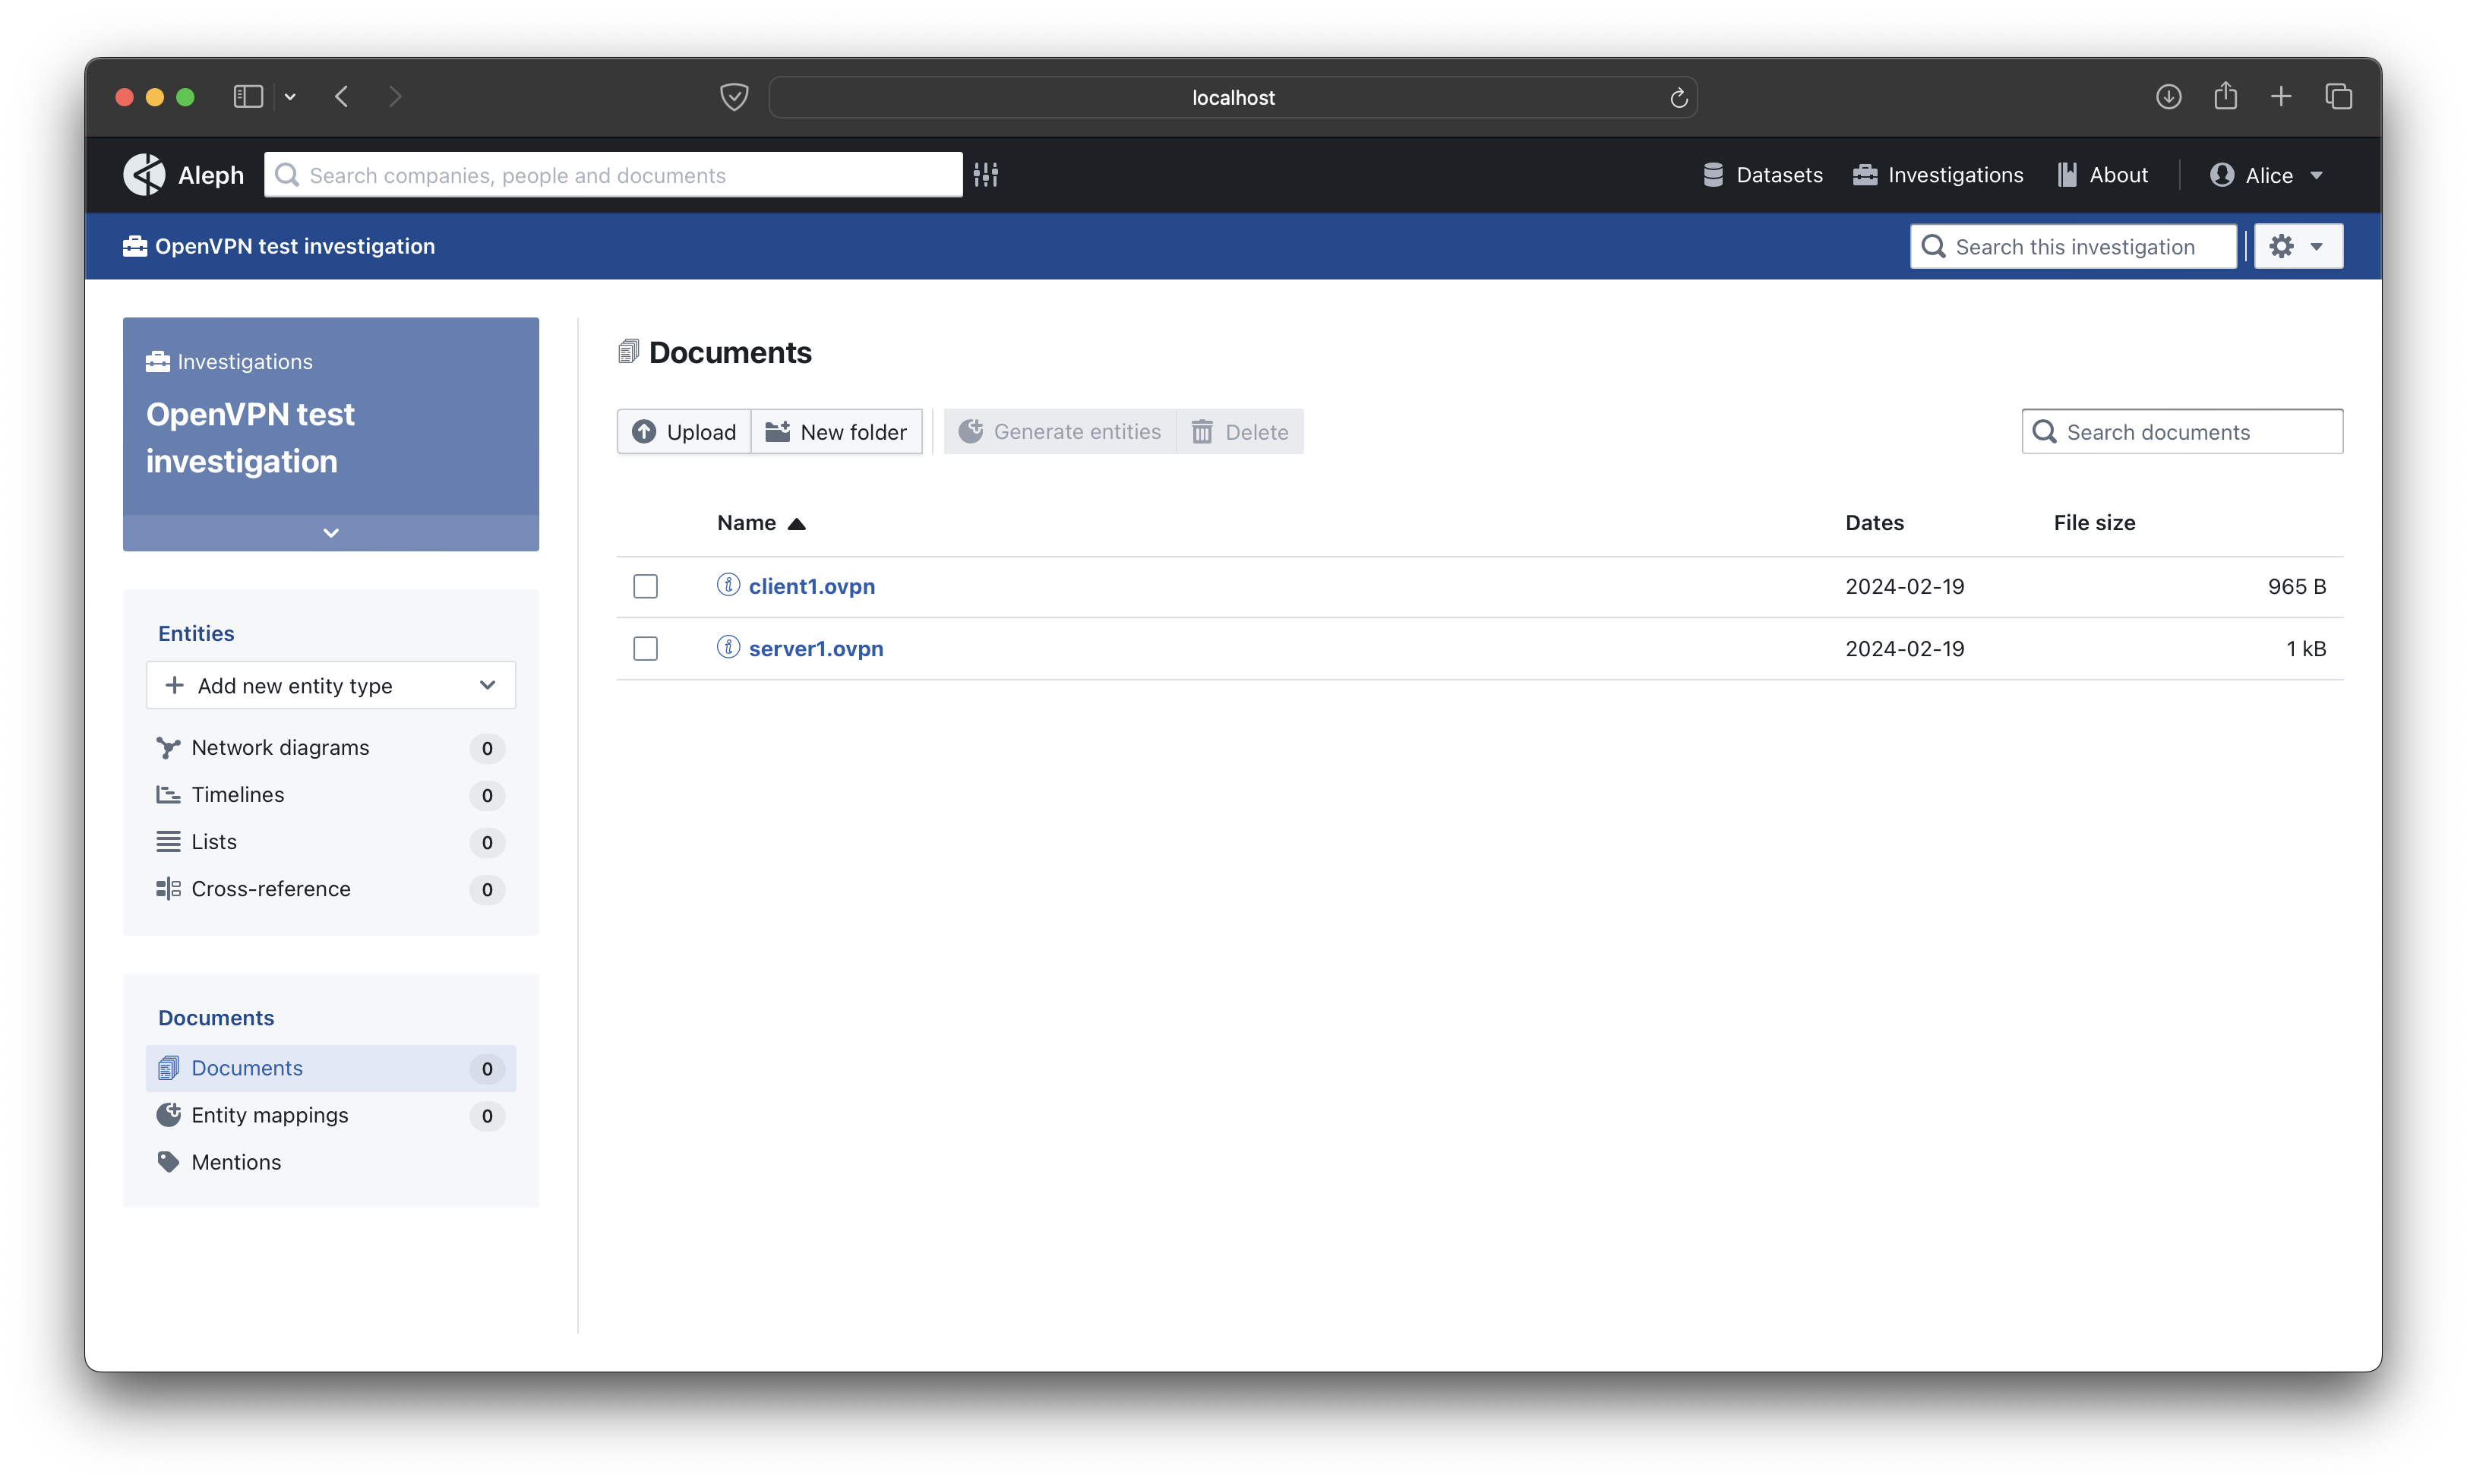 localhost
Aleph
Search companies, people and documents
Datasets
Investigations
About
Alice
OpenVPN test investigation
Search this investigation
Investigations
OpenVPN test
investigation
Entities
Add new entity type
Network diagrams 0
Timelines 0
Lists 0
Cross-reference 0
Documents
Documents 0
Entity mappings 0
Mentions
Documents
Upload
New folder
Generate entities
Delete
Search documents
Name Dates File size
client1.ovpn 2024-02-19 965 B
server1.ovpn 2024-02-19 1 kB